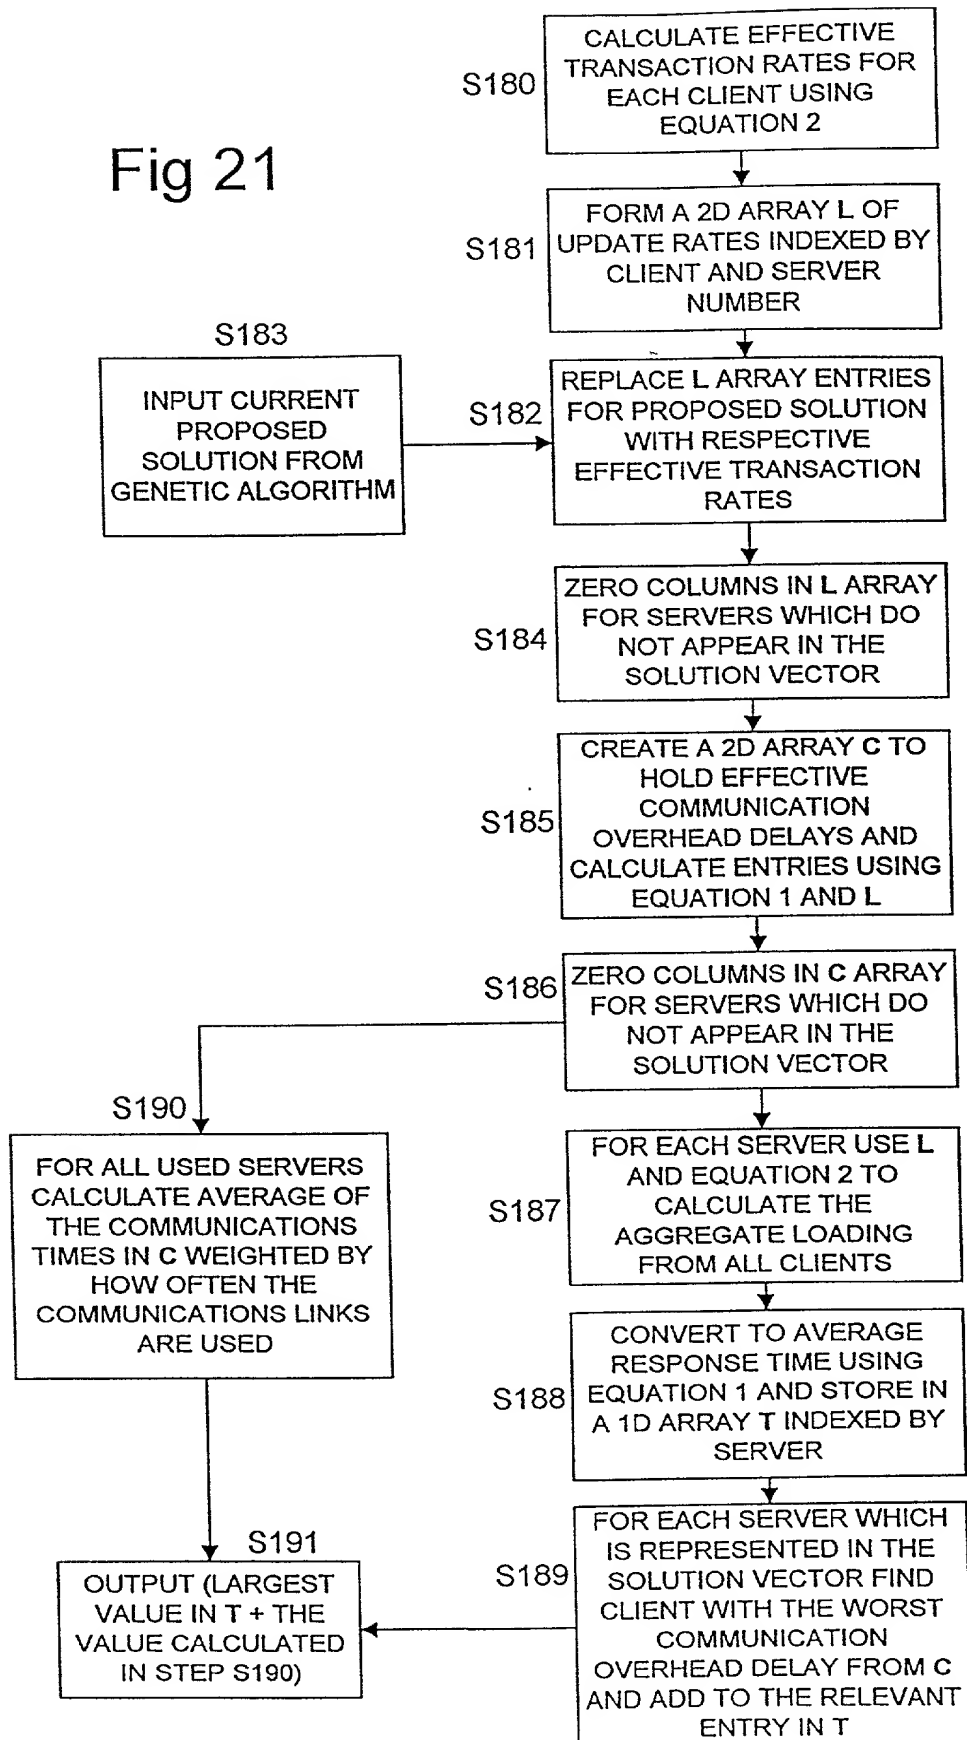 Fig 21
S180
CALCULATE EFFECTIVE
TRANSACTION RATES FOR
EACH CLIENT USING
EQUATION 2
S181
FORM A 2D ARRAY L OF
UPDATE RATES INDEXED BY
CLIENT AND SERVER
NUMBER
S183
INPUT CURRENT
PROPOSED
SOLUTION FROM
GENETIC ALGORITHM
S182
REPLACE L ARRAY ENTRIES
FOR PROPOSED SOLUTION
WITH RESPECTIVE
EFFECTIVE TRANSACTION
RATES
S184
ZERO COLUMNS IN L ARRAY
FOR SERVERS WHICH DO
NOT APPEAR IN THE
SOLUTION VECTOR
S185
CREATE A 2D ARRAY C TO
HOLD EFFECTIVE
COMMUNICATION
OVERHEAD DELAYS AND
CALCULATE ENTRIES USING
EQUATION 1 AND L
S186
ZERO COLUMNS IN C ARRAY
FOR SERVERS WHICH DO
NOT APPEAR IN THE
SOLUTION VECTOR
S190
FOR ALL USED SERVERS
CALCULATE AVERAGE OF
THE COMMUNICATIONS
TIMES IN C WEIGHTED BY
HOW OFTEN THE
COMMUNICATIONS LINKS
ARE USED
S187
FOR EACH SERVER USE L
AND EQUATION 2 TO
CALCULATE THE
AGGREGATE LOADING
FROM ALL CLIENTS
S188
CONVERT TO AVERAGE
RESPONSE TIME USING
EQUATION 1 AND STORE IN
A 1D ARRAY T INDEXED BY
SERVER
S189
FOR EACH SERVER WHICH
IS REPRESENTED IN THE
SOLUTION VECTOR FIND
CLIENT WITH THE WORST
COMMUNICATION
OVERHEAD DELAY FROM C
AND ADD TO THE RELEVANT
ENTRY IN T
S191
OUTPUT (LARGEST
VALUE IN T + THE
VALUE CALCULATED
IN STEP S190)